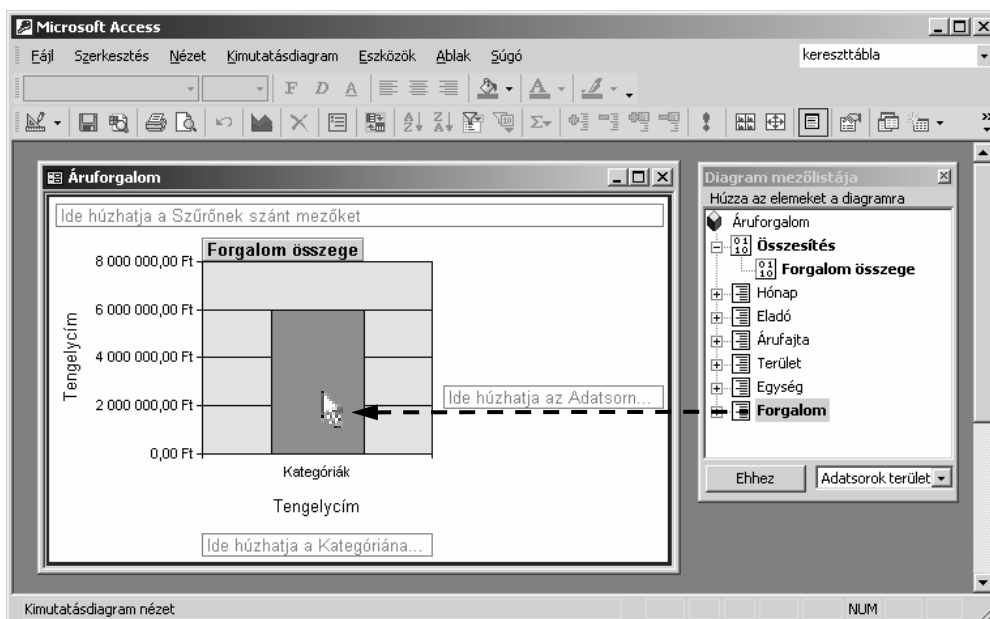 Microsoft Access
Fájl Szerkesztés Nézet Kimutatásdiagram Eszközök Ablak Súgó kereszttábla
F D A A
Áruforgalom
Ide húzhatja a Szűrőnek szánt mezőket
Forgalom összege
8 000 000,00 Ft
6 000 000,00 Ft
4 000 000,00 Ft
2 000 000,00 Ft
0,00 Ft
Tengelycím
Kategóriák
Tengelycím
Ide húzhatja az Adatsorn...
Ide húzhatja a Kategóriána...
Diagram mezőlistája
Húzza az elemeket a diagramra
Áruforgalom
Összesítés
Forgalom összege
Hónap
Eladó
Árufajta
Terület
Egység
Forgalom
Ehhez Adatsorok terület
Kimutatásdiagram nézet NUM